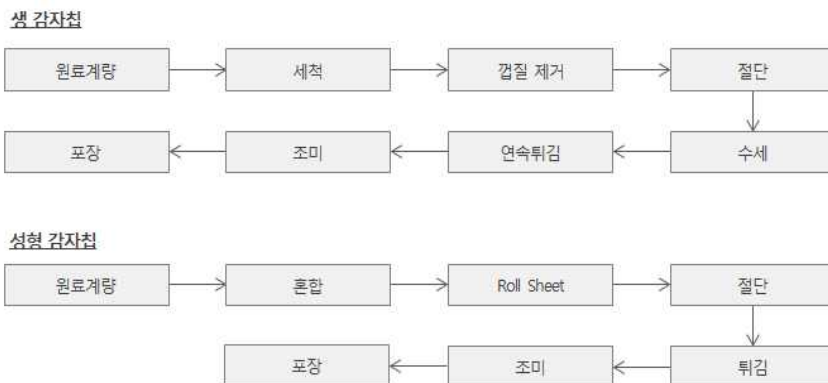 생 감자칩
원료계량 세척 껍질 제거 절단
포장 조미 연속튀김 수세
성형 감자칩
원료계량 혼합 Roll Sheet 절단
포장 조미 튀김